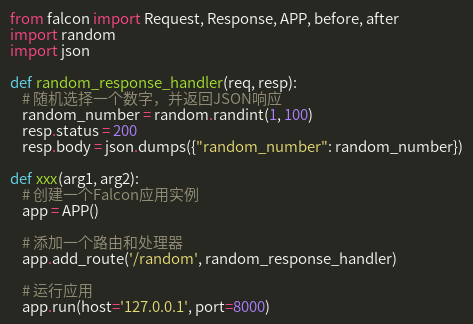 from falcon import Request, Response, APP, before, after
import random
import json
def random_response_handler(req, resp):
# 随机选择一个数字，并返回JSON响应
random_number = random.randint(1, 100)
resp.status = 200
resp.body = json.dumps({"random_number": random_number})
def xxx(arg1, arg2):
# 创建一个Falcon应用实例
app = APP()
# 添加一个路由和处理器
app.add_route('/random', random_response_handler)
# 运行应用
app.run(host='127.0.0.1', port=8000)